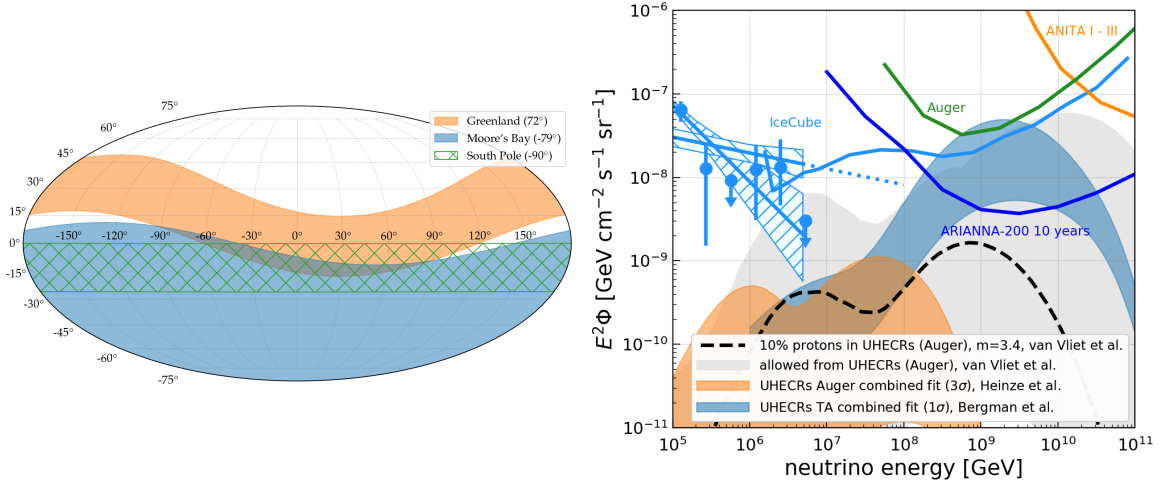 75°
60°
45°
30°
15°
0°
-15°
-30°
-45°
-60°
-75°
-150° -120° -90° -60° -30° 0° 30° 60° 90° 120° 150°
Greenland (72°)
Moore's Bay (-79°)
South Pole (-90°)
E²Φ [GeV cm⁻² s⁻¹ sr⁻¹]
10⁻⁶
10⁻⁷
10⁻⁸
10⁻⁹
10⁻¹⁰
10⁻¹¹
ANITA I - III
Auger
IceCube
ARIANNA-200 10 years
10% protons in UHECRs (Auger), m=3.4, van Vliet et al.
allowed from UHECRs (Auger), van Vliet et al.
UHECRs Auger combined fit (3σ), Heinze et al.
UHECRs TA combined fit (1σ), Bergman et al.
10⁵ 10⁶ 10⁷ 10⁸ 10⁹ 10¹⁰ 10¹¹
neutrino energy [GeV]